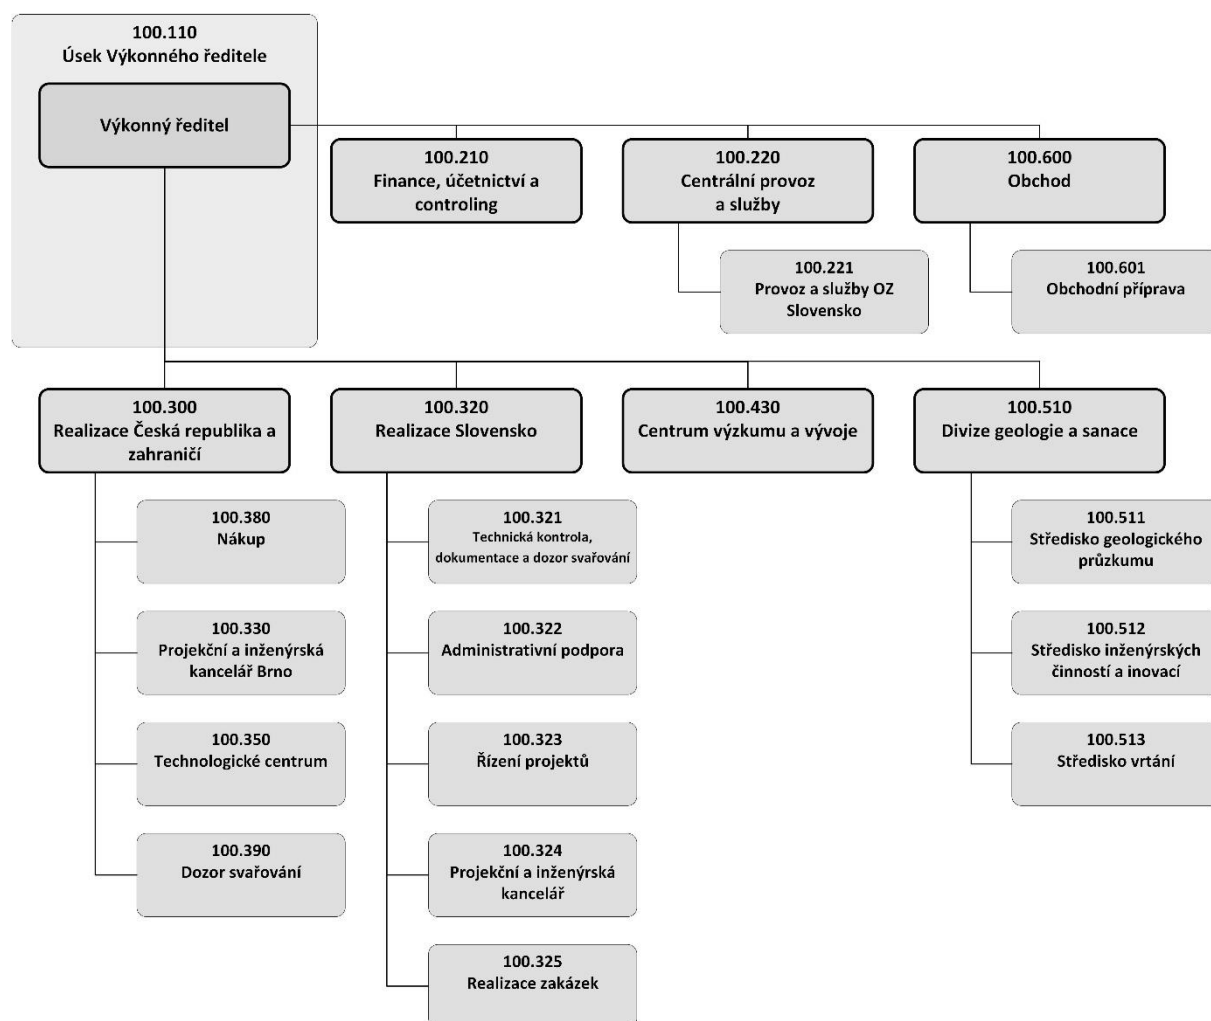 100.110
Úsek Výkonného ředitele
Výkonný ředitel
100.210
Finance, účetnictví a
controling
100.220
Centrální provoz
a služby
100.600
Obchod
100.221
Provoz a služby OZ
Slovensko
100.601
Obchodní příprava
100.300
Realizace Česká republika a
zahraničí
100.320
Realizace Slovensko
100.430
Centrum výzkumu a vývoje
100.510
Divize geologie a sanace
100.380
Nákup
100.330
Projekční a inženýrská
kancelář Brno
100.350
Technologické centrum
100.390
Dozor svařování
100.321
Technická kontrola,
dokumentace a dozor svařování
100.322
Administrativní podpora
100.323
Řízení projektů
100.324
Projekční a inženýrská
kancelář
100.325
Realizace zakázek
100.511
Středisko geologického
průzkumu
100.512
Středisko inženýrských
činností a inovací
100.513
Středisko vrtání